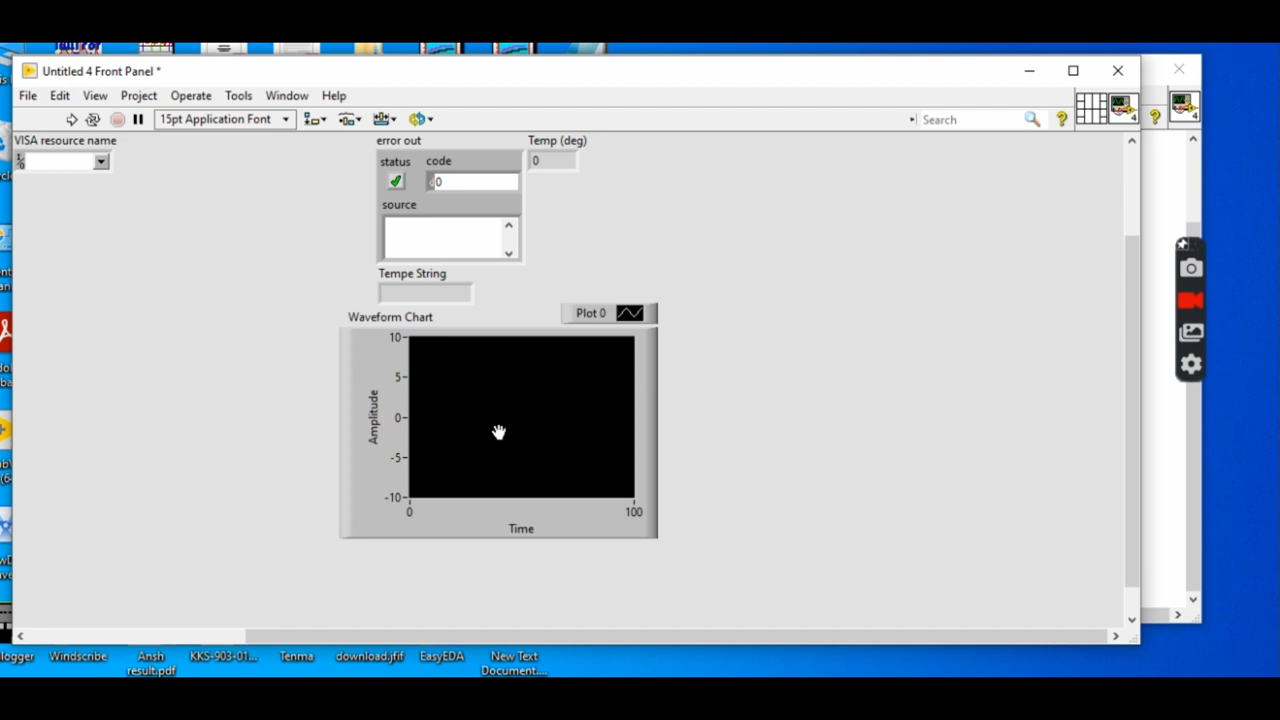 Untitled 4 Front Panel *
File Edit View Project Operate Tools Window Help
15pt Application Font
Search
4
4
VISA resource name
error out
Temp (deg)
status code
0
0
source
Tempe String
Waveform Chart
Plot 0
10
5
0
-5
-10
Amplitude
0
100
Time
logger Windscribe Ansh result.pdf KKS-903-01... Tenma download.jfif EasyEDA New Text Document....